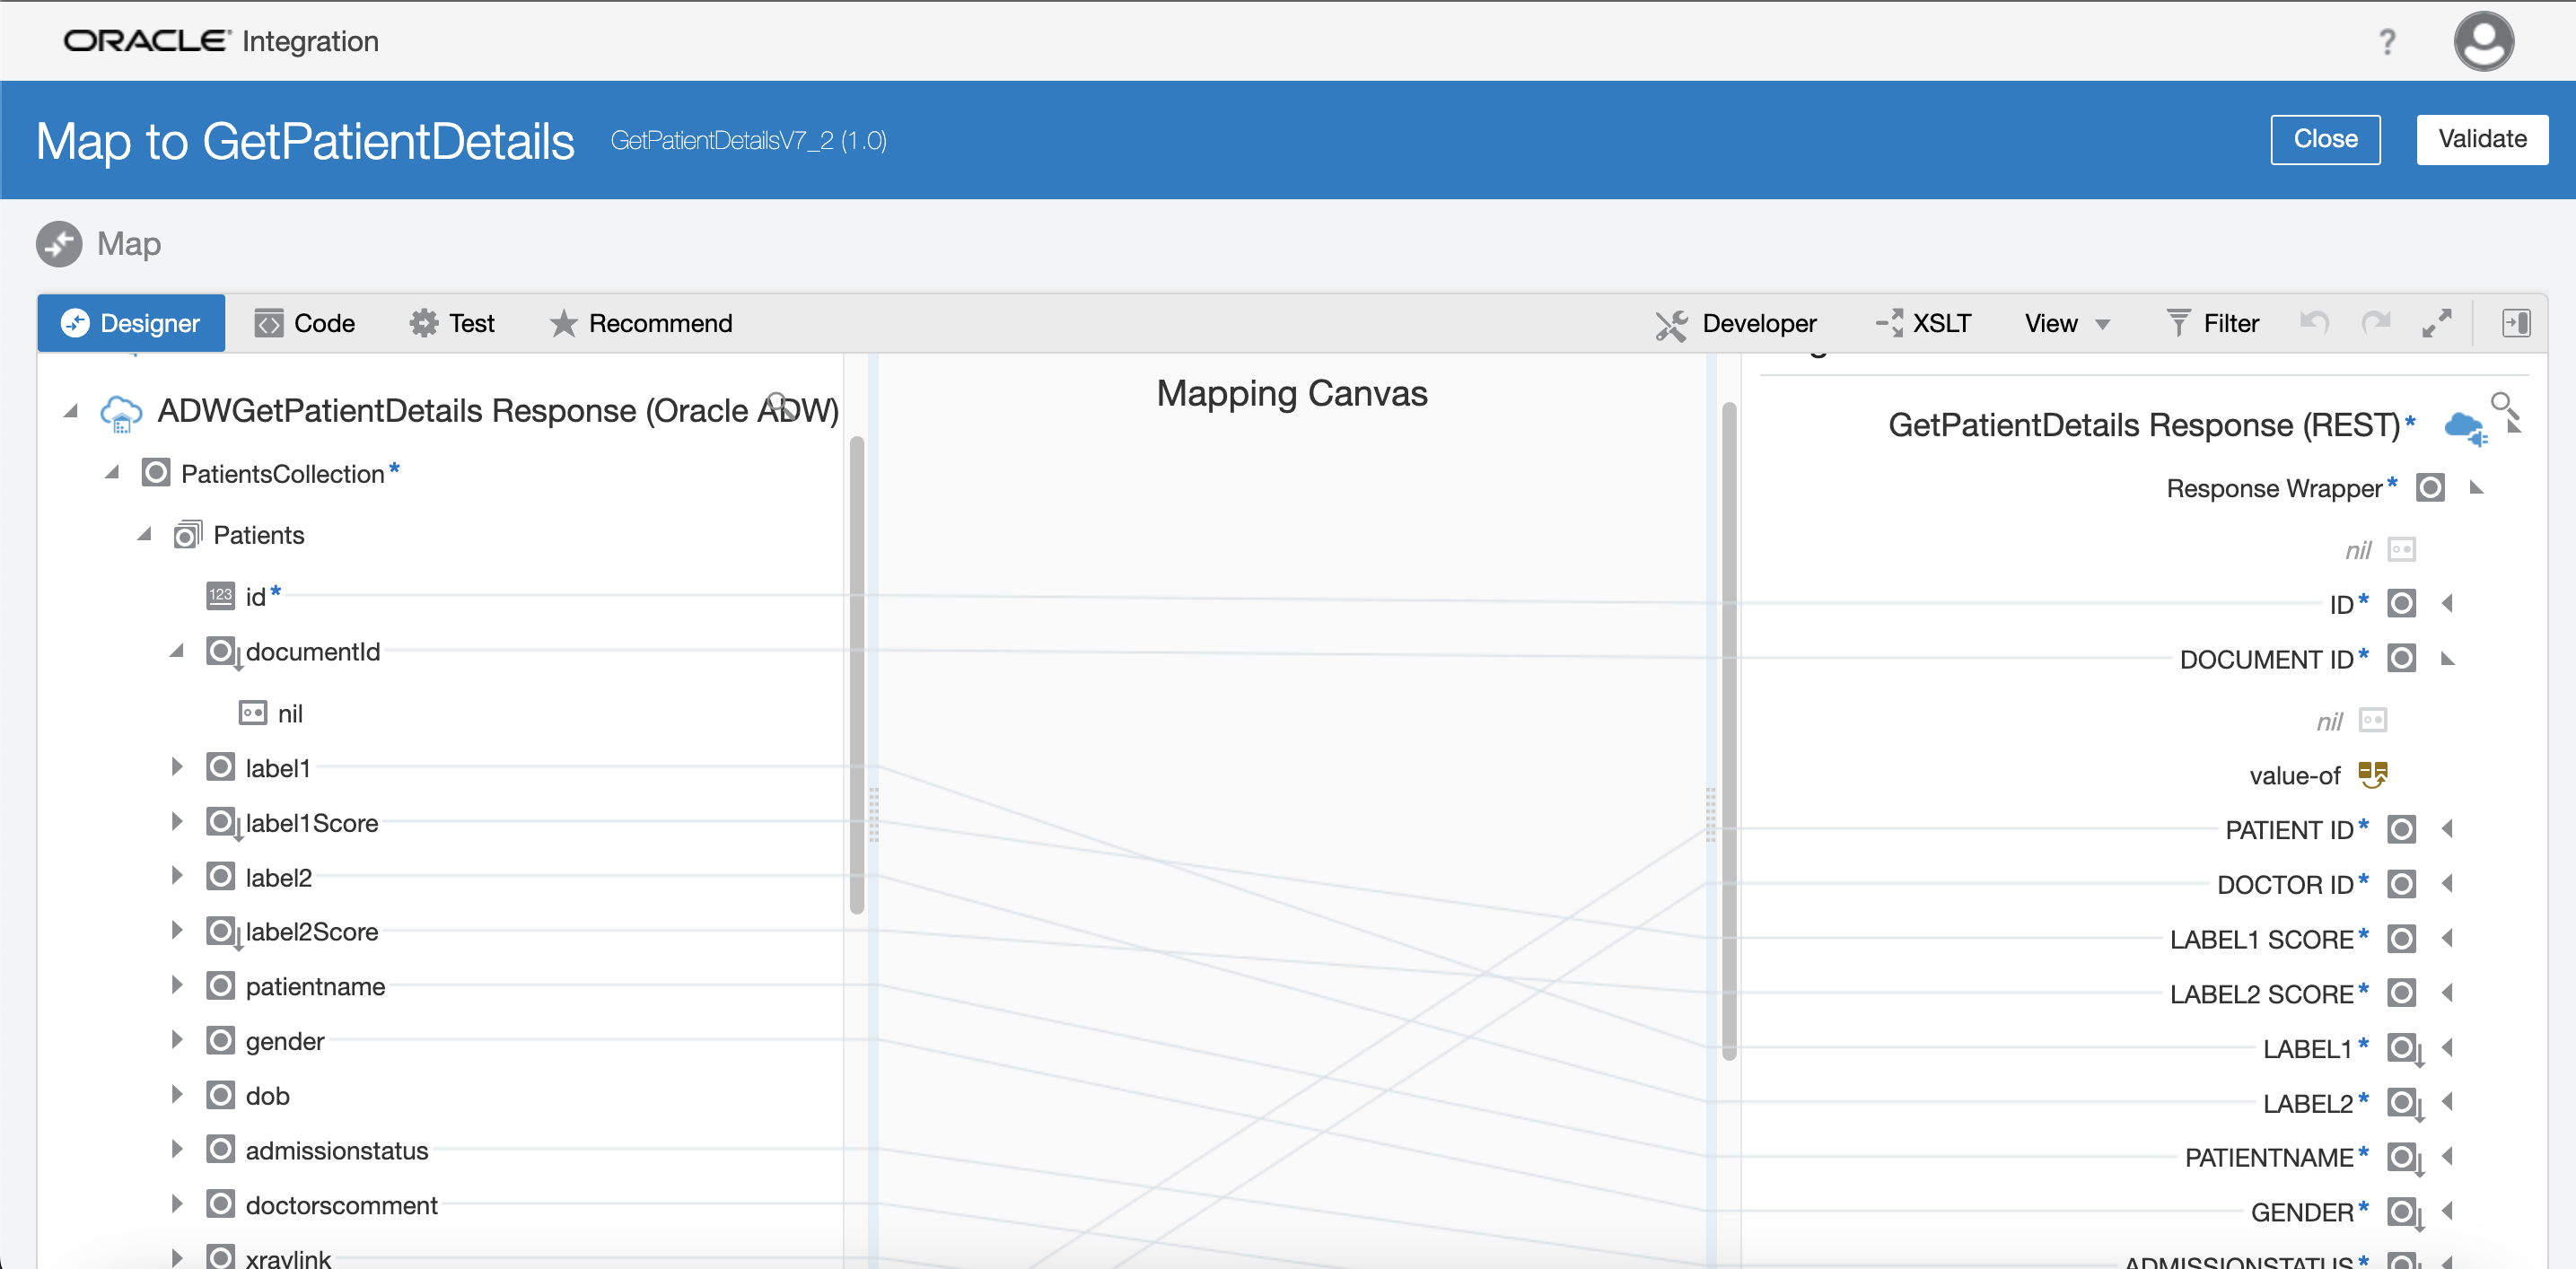 ORACLE Integration ?
Map to GetPatientDetails GetPatientDetailsV7_2 (1.0) Close Validate
Map
Designer Code Test Recommend Developer XSLT View Filter
Mapping Canvas
ADWGetPatientDetails Response (Oracle ADW)
PatientsCollection *
Patients
123 id *
documentId
nil
label1
label1Score
label2
label2Score
patientname
gender
dob
admissionstatus
doctorscomment
xraylink
GetPatientDetails Response (REST) *
Response Wrapper *
nil
ID *
DOCUMENT ID *
nil
value-of
PATIENT ID *
DOCTOR ID *
LABEL1 SCORE *
LABEL2 SCORE *
LABEL1 *
LABEL2 *
PATIENTNAME *
GENDER *
ADMISSIONSTATUS *